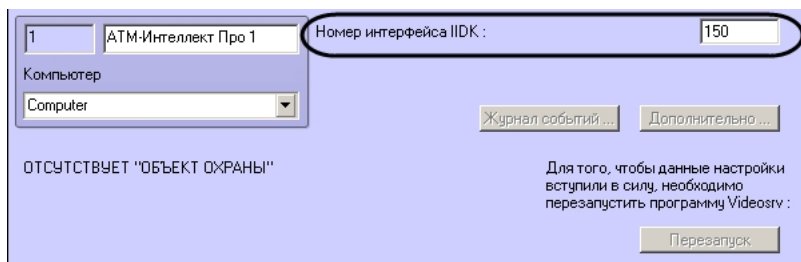 1
АТМ-Интеллект Про 1
Номер интерфейса IIDK :
150
Компьютер
Computer
Журнал событий ...
Дополнительно ...
ОТСУТСТВУЕТ "ОБЪЕКТ ОХРАНЫ"
Для того, чтобы данные настройки
вступили в силу, необходимо
перезапустить программу Videosrv :
Перезапуск